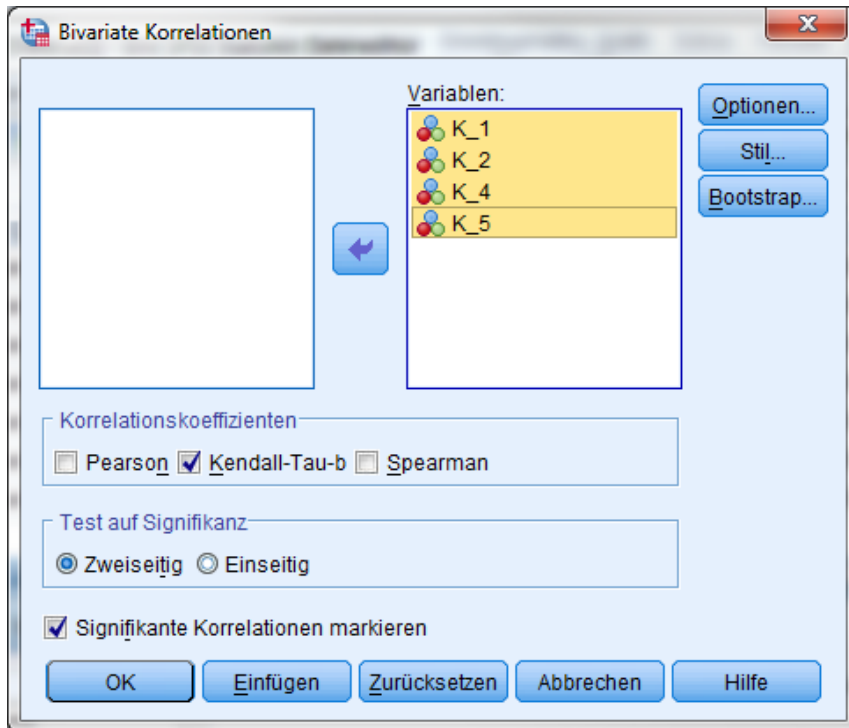 Bivariate Korrelationen
Variablen:
K_1
K_2
K_4
K_5
Optionen...
Stil...
Bootstrap...
Korrelationskoeffizienten
Pearson Kendall-Tau-b Spearman
Test auf Signifikanz
Zweiseitig Einseitig
Signifikante Korrelationen markieren
OK Einfügen Zurücksetzen Abbrechen Hilfe